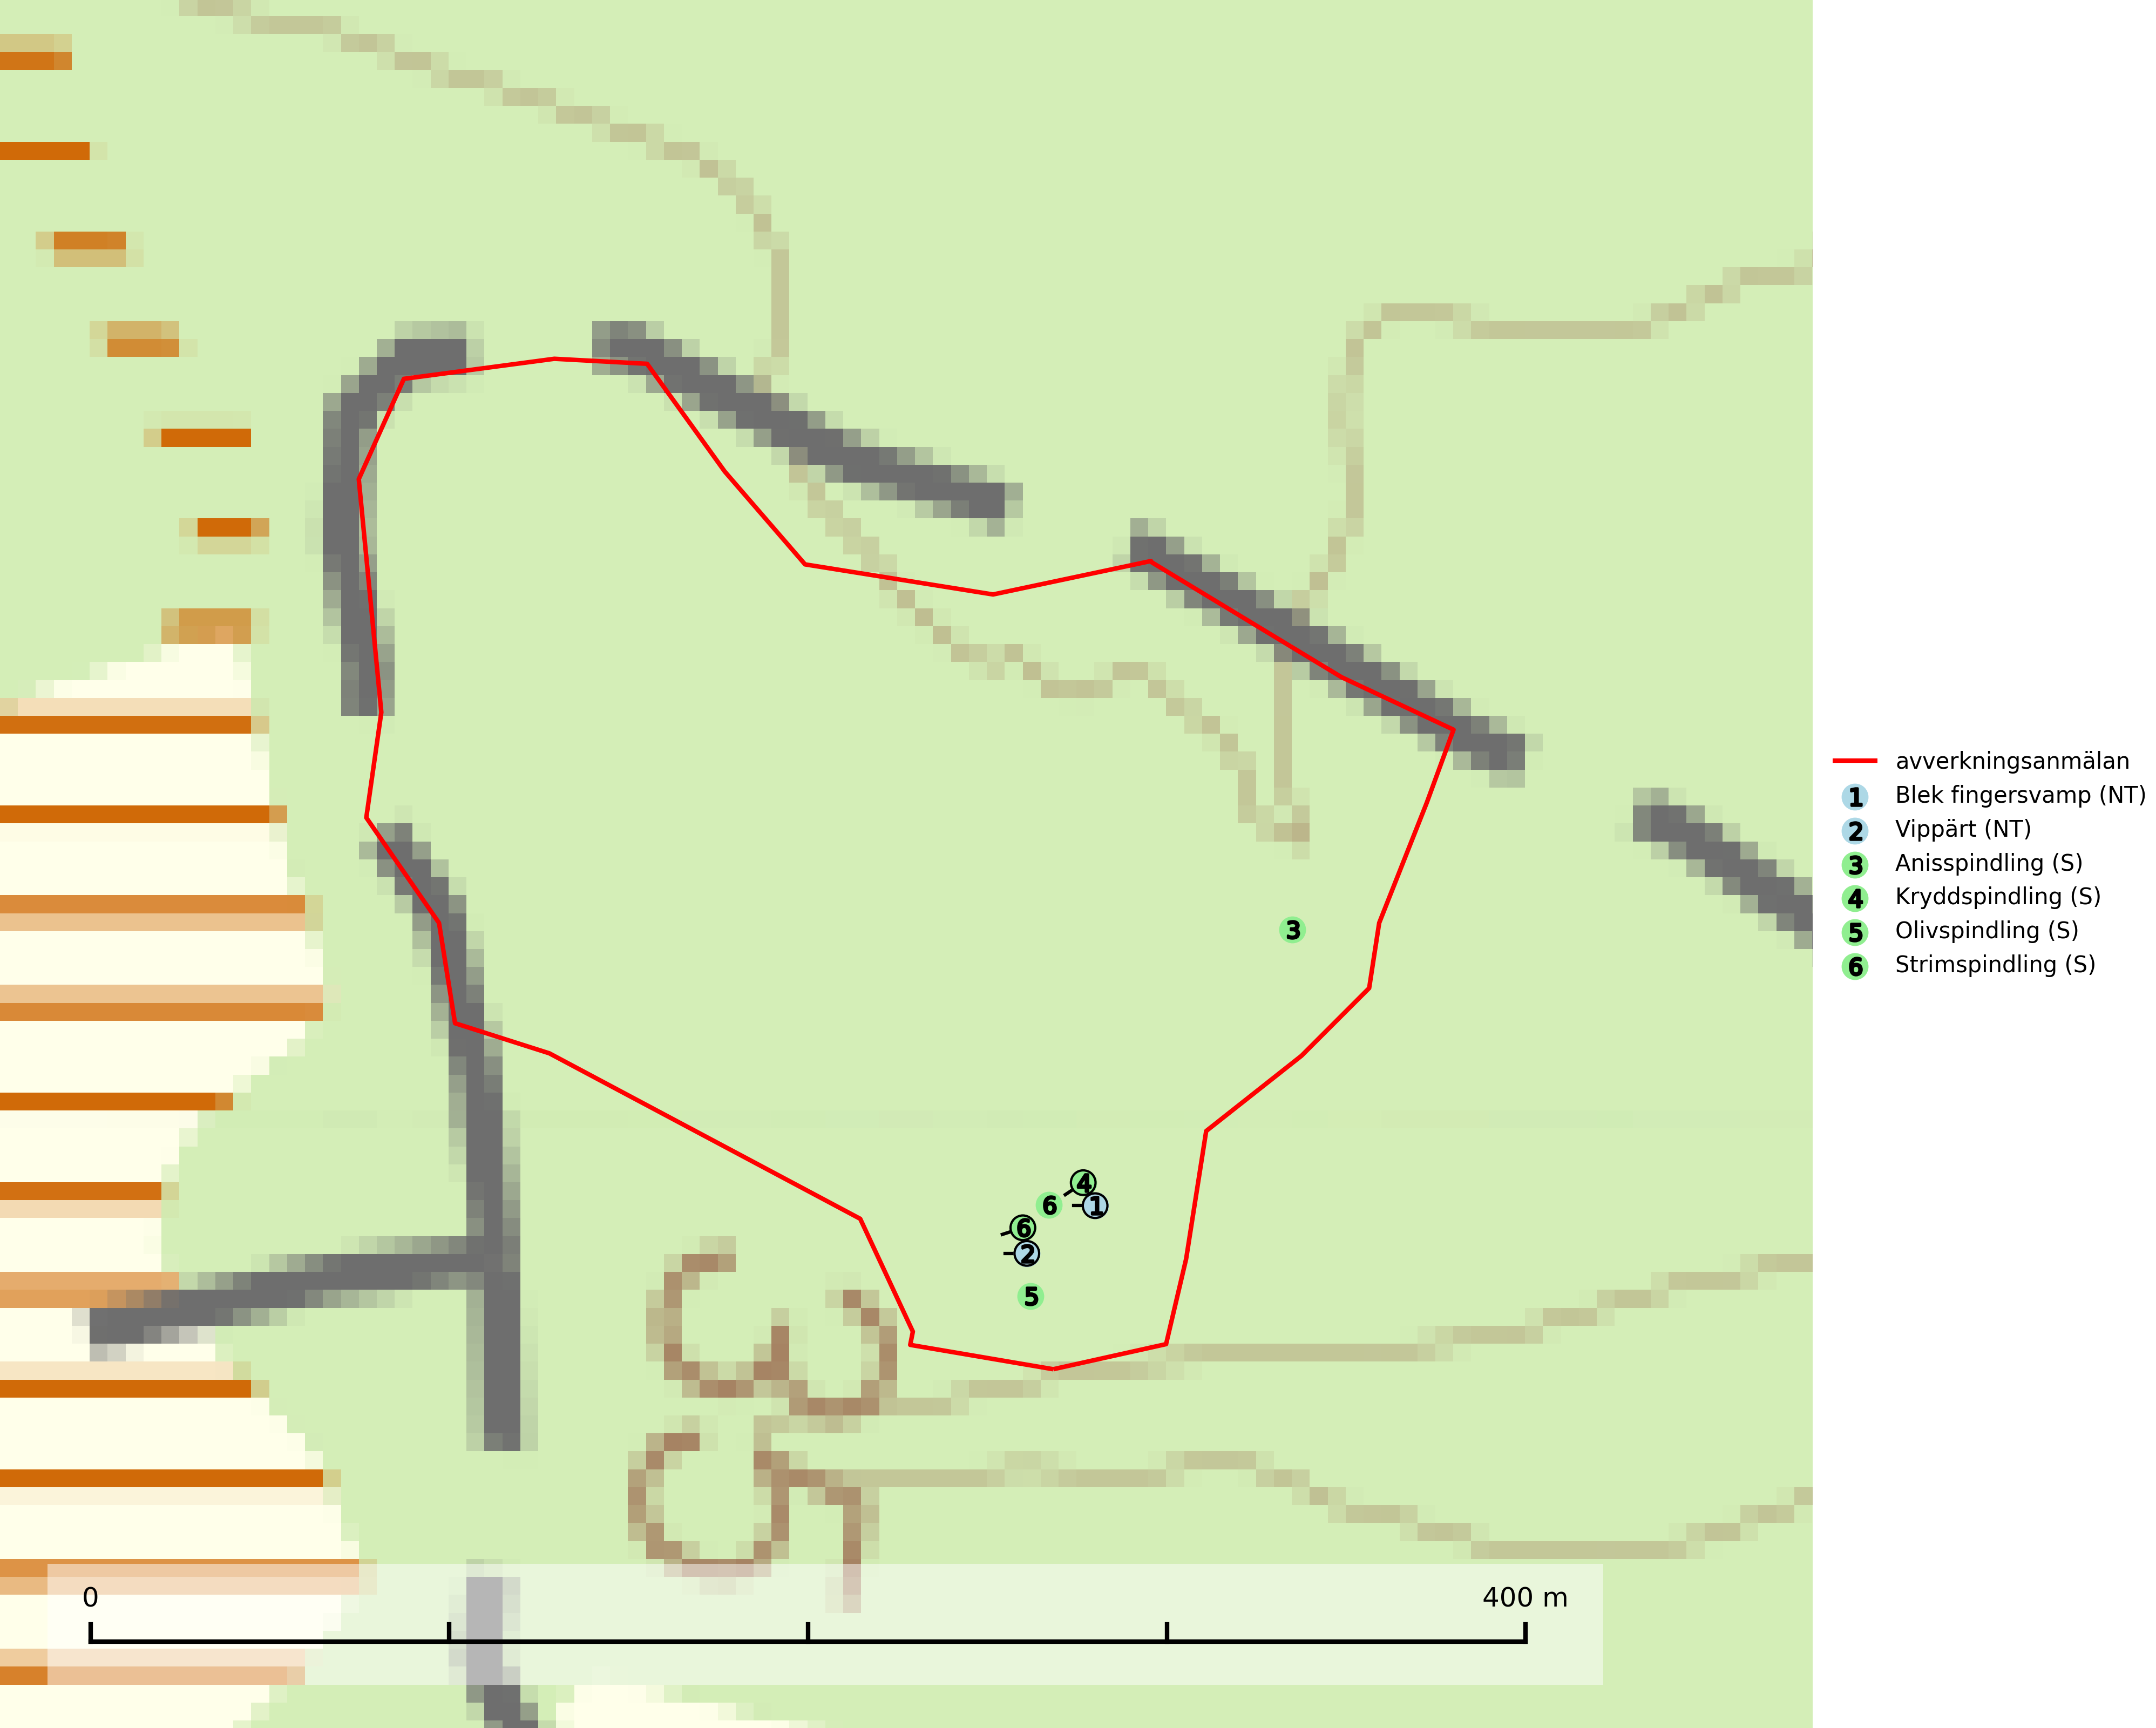 avverkningsanmälan
1 Blek fingersvamp (NT)
2 Vippärt (NT)
3 Anisspindling (S)
4 Kryddspindling (S)
5 Olivspindling (S)
6 Strimspindling (S)
3
4
6 1
6
2
5
0 400 m